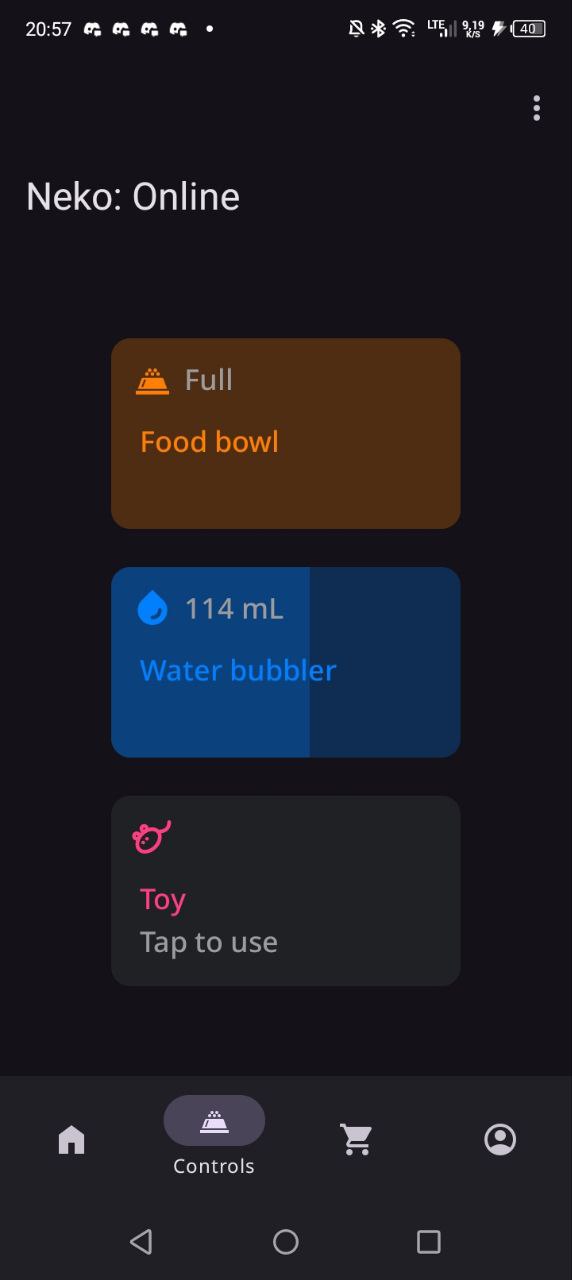 20:57
LTE 9,19 K/S 40
Neko: Online
Full
Food bowl
114 mL
Water bubbler
Toy
Tap to use
Controls